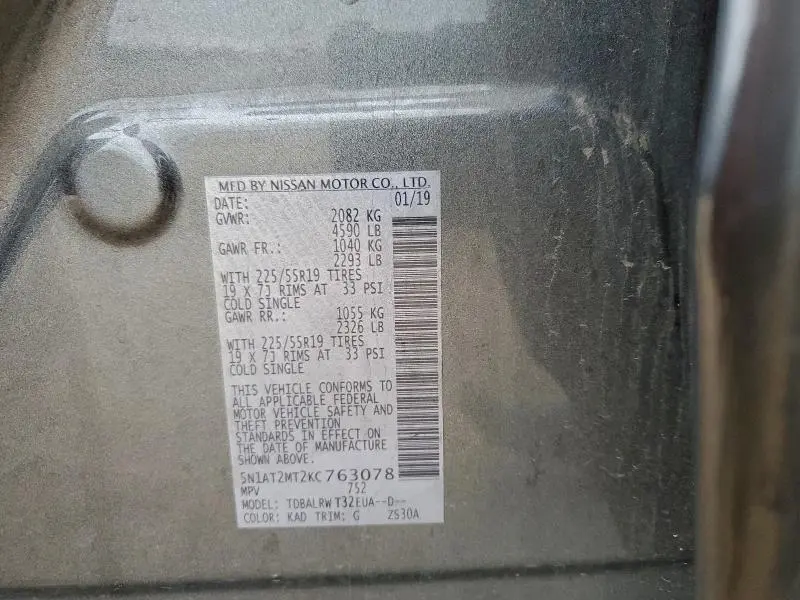 MFD BY NISSAN MOTOR CO., LTD.
DATE: 01/19
GVWR: 2082 KG
4590 LB
GAWR FR.: 1040 KG
2293 LB
WITH 225/55R19 TIRES
19 X 7J RIMS AT 33 PSI
COLD SINGLE
GAWR RR.: 1055 KG
2326 LB
WITH 225/55R19 TIRES
19 X 7J RIMS AT 33 PSI
COLD SINGLE
THIS VEHICLE CONFORMS TO
ALL APPLICABLE FEDERAL
MOTOR VEHICLE SAFETY AND
THEFT PREVENTION
STANDARDS IN EFFECT ON
THE DATE OF MANUFACTURE
SHOWN ABOVE.
5N1AT2MT2KC763078
MPV 752
MODEL: TDBALRW T32EUA--D--
COLOR: KAD TRIM: G ZS30A